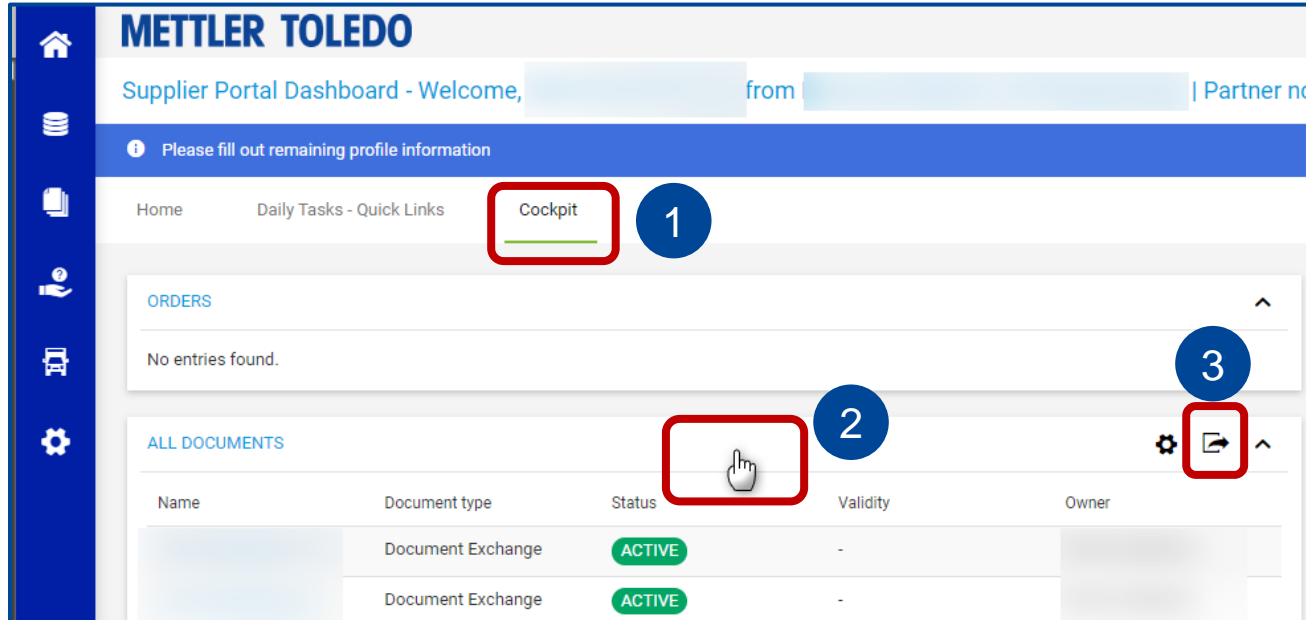 METTLER TOLEDO
Supplier Portal Dashboard - Welcome, from | Partner
Please fill out remaining profile information
Home Daily Tasks - Quick Links Cockpit 1
ORDERS
No entries found.
3
2
ALL DOCUMENTS
Name Document type Status Validity Owner
Document Exchange ACTIVE -
Document Exchange ACTIVE -